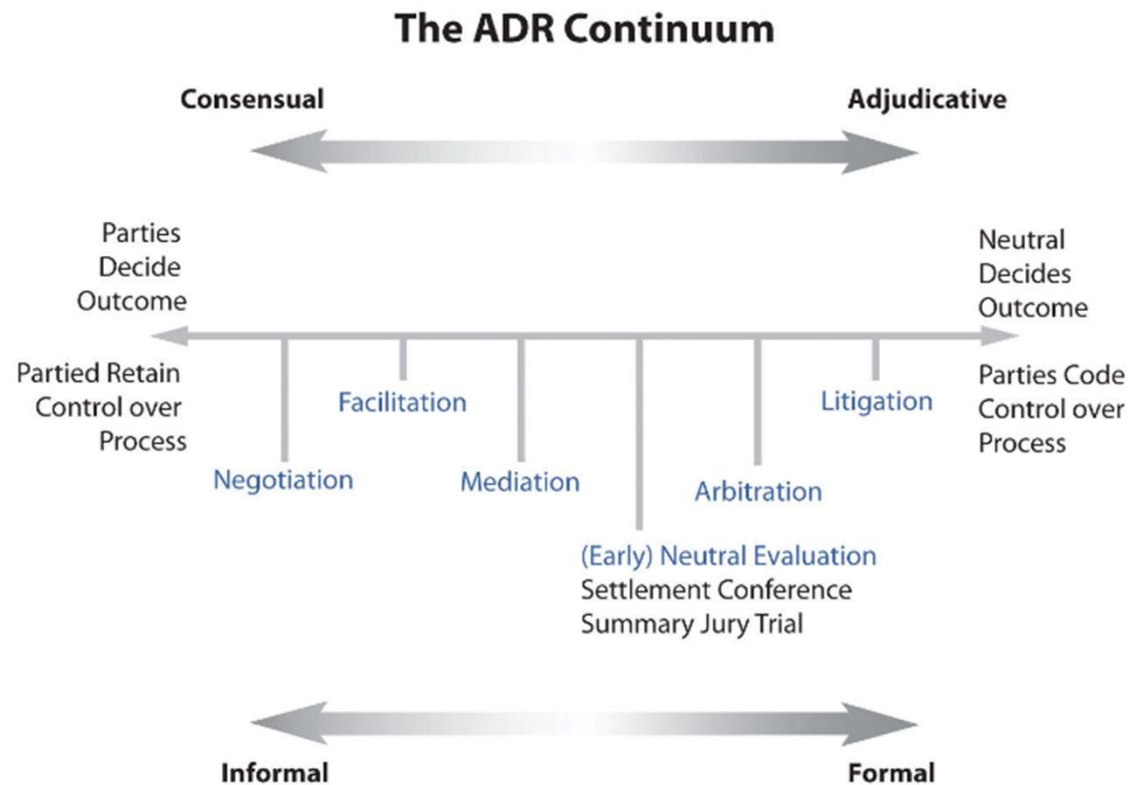 The ADR Continuum
Consensual
Adjudicative
Parties
Decide
Outcome
Neutral
Decides
Outcome
Partied Retain
Control over
Process
Parties Code
Control over
Process
Facilitation
Litigation
Negotiation
Mediation
Arbitration
(Early) Neutral Evaluation
Settlement Conference
Summary Jury Trial
Informal
Formal